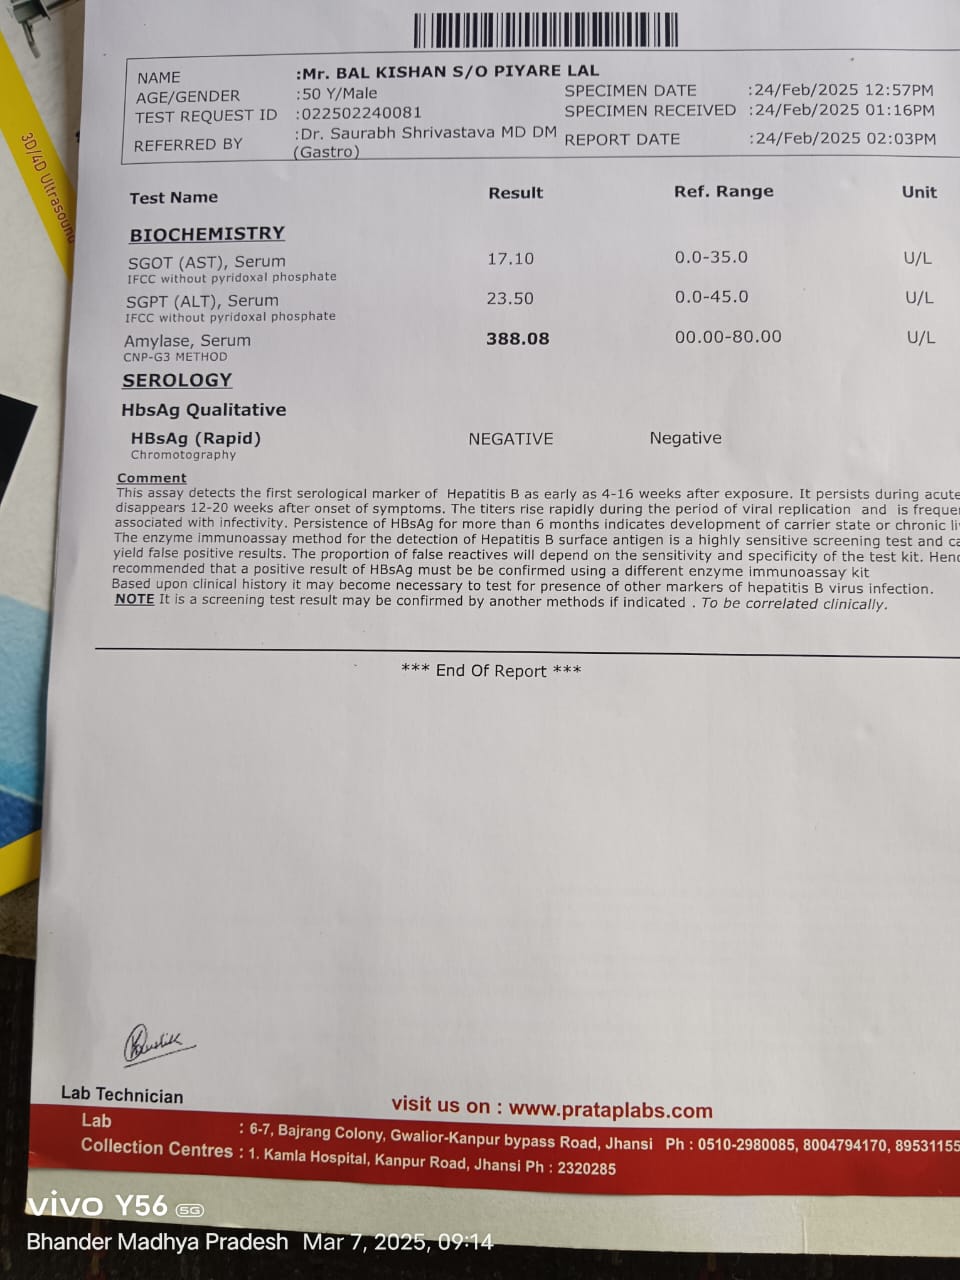 3D/4D Ultrasound
NAME :Mr. BAL KISHAN S/O PIYARE LAL
AGE/GENDER :50 Y/Male SPECIMEN DATE :24/Feb/2025 12:57PM
TEST REQUEST ID :022502240081 SPECIMEN RECEIVED :24/Feb/2025 01:16PM
REFERRED BY :Dr. Saurabh Shrivastava MD DM REPORT DATE :24/Feb/2025 02:03PM
(Gastro)
Test Name Result Ref. Range Unit
BIOCHEMISTRY
SGOT (AST), Serum 17.10 0.0-35.0 U/L
IFCC without pyridoxal phosphate
SGPT (ALT), Serum 23.50 0.0-45.0 U/L
IFCC without pyridoxal phosphate
Amylase, Serum 388.08 00.00-80.00 U/L
CNP-G3 METHOD
SEROLOGY
HbsAg Qualitative
HBsAg (Rapid) NEGATIVE Negative
Chromotography
Comment
This assay detects the first serological marker of Hepatitis B as early as 4-16 weeks after exposure. It persists during acute
disappears 12-20 weeks after onset of symptoms. The titers rise rapidly during the period of viral replication and is
associated with infectivity. Persistence of HBsAg for more than 6 months indicates development of carrier state or chronic
The enzyme immunoassay method for the detection of Hepatitis B surface antigen is a highly sensitive screening test and
yield false positive results. The proportion of false reactives will depend on the sensitivity and specificity of the test kit.
recommended that a positive result of HBsAg must be be confirmed using a different enzyme immunoassay kit
Based upon clinical history it may become necessary to test for presence of other markers of hepatitis B virus infection.
NOTE It is a screening test result may be confirmed by another methods if indicated . To be correlated clinically.
*** End Of Report ***
Lab Technician
visit us on : www.prataplabs.com
Lab : 6-7, Bajrang Colony, Gwalior-Kanpur bypass Road, Jhansi Ph : 0510-2980085, 8004794170, 89531155
Collection Centres : 1. Kamla Hospital, Kanpur Road, Jhansi Ph : 2320285
vivo Y56 5G
Bhander Madhya Pradesh Mar 7, 2025, 09:14